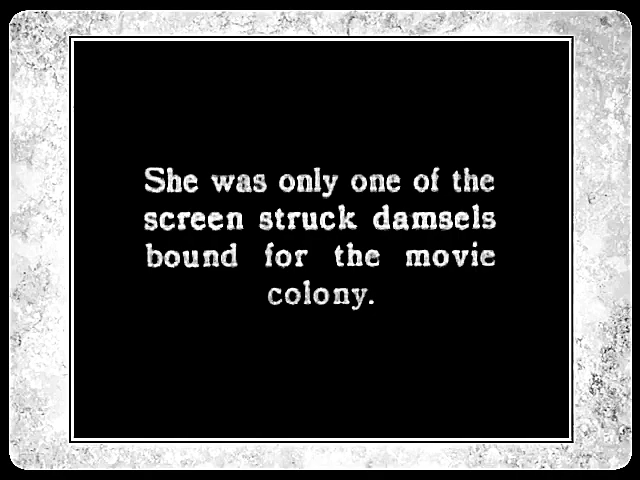 She was only one of the
screen struck damsels
bound for the movie
colony.